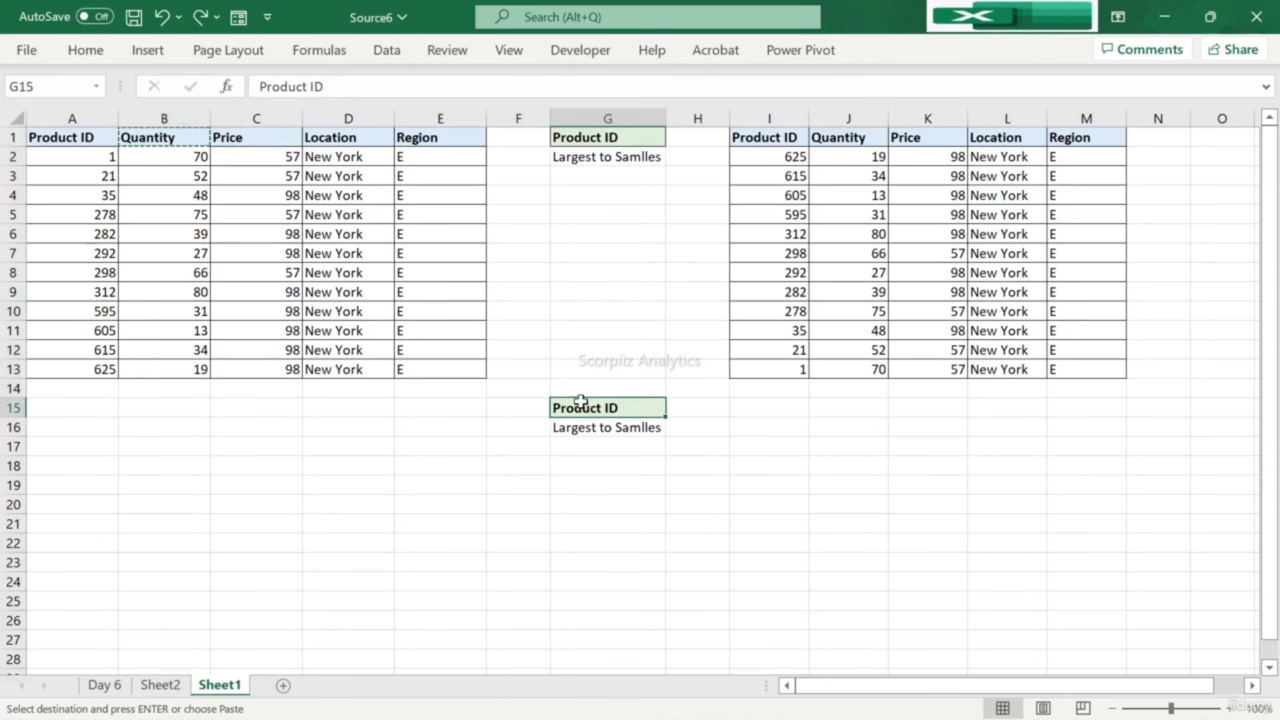 AutoSave Off Source6 Search (Alt+Q)
File Home Insert Page Layout Formulas Data Review View Developer Help Acrobat Power Pivot Comments Share
G15 fx Product ID
A B C D E F G H I J K L M N O
1 Product ID Quantity Price Location Region Product ID Product ID Quantity Price Location Region
2 1 70 57 New York E Largest to Samlles 625 19 98 New York E
3 21 52 57 New York E 615 34 98 New York E
4 35 48 98 New York E 605 13 98 New York E
5 278 75 57 New York E 595 31 98 New York E
6 282 39 98 New York E 312 80 98 New York E
7 292 27 98 New York E 298 66 57 New York E
8 298 66 57 New York E 292 27 98 New York E
9 312 80 98 New York E 282 39 98 New York E
10 595 31 98 New York E 278 75 57 New York E
11 605 13 98 New York E 35 48 98 New York E
12 615 34 98 New York E 21 52 57 New York E
13 625 19 98 New York E 1 70 57 New York E
Scorpiiz Analytics
14
15 Product ID
16 Largest to Samlles
17
18
19
20
21
22
23
24
25
26
27
28
Day 6 Sheet2 Sheet1
Select destination and press ENTER or choose Paste 100%